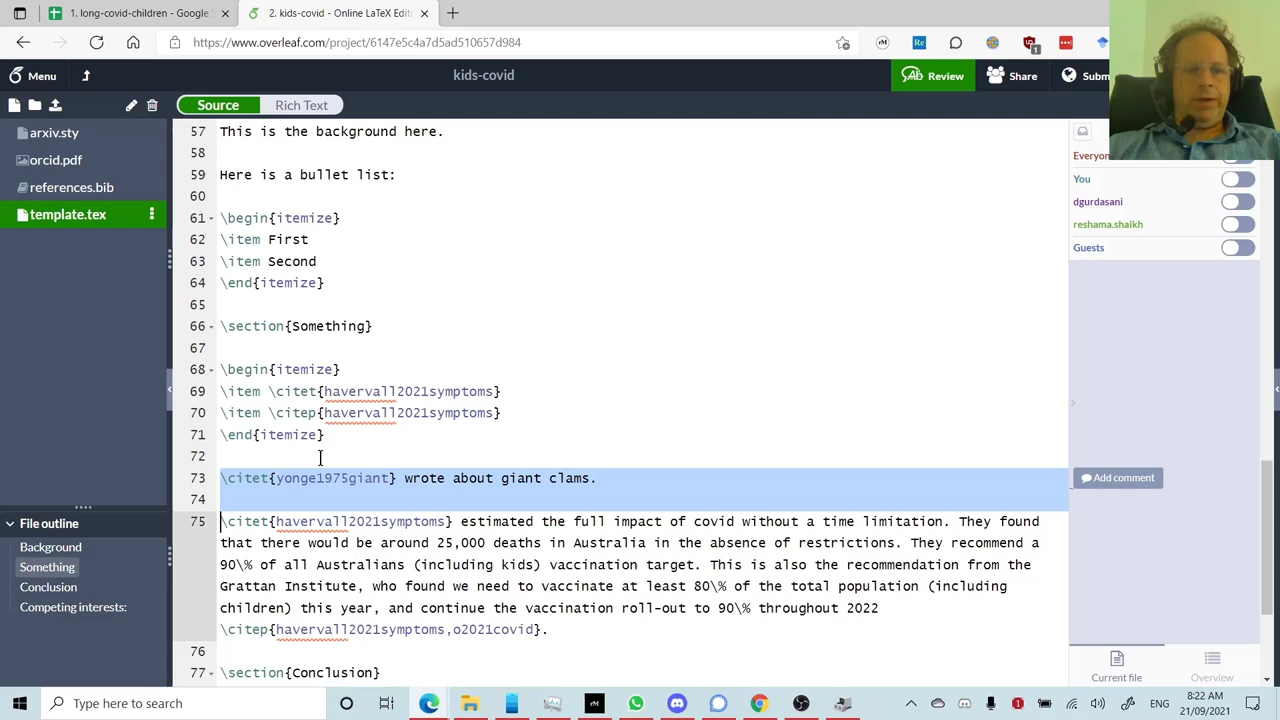 1. long-covid-children - Google S
2. kids-covid - Online LaTeX Edit
https://www.overleaf.com/project/6147e5c4a7d5ad510657d984
rM
Re
1
Menu
kids-covid
Ab Review
Share
Subm
Source
Rich Text
arxiv.sty
orcid.pdf
references.bib
template.tex
File outline
Background
Something
Conclusion
Competing interests:
57 This is the background here.
58
59 Here is a bullet list:
60
61 \begin{itemize}
62 \item First
63 \item Second
64 \end{itemize}
65
66 \section{Something}
67
68 \begin{itemize}
69 \item \citet{havervall2021symptoms}
70 \item \citep{havervall2021symptoms}
71 \end{itemize}
72
73 \citet{yonge1975giant} wrote about giant clams.
74
75 \citet{havervall2021symptoms} estimated the full impact of covid without a time limitation. They found
that there would be around 25,000 deaths in Australia in the absence of restrictions. They recommend a
90\% of all Australians (including kids) vaccination target. This is also the recommendation from the
Grattan Institute, who found we need to vaccinate at least 80\% of the total population (including
children) this year, and continue the vaccination roll-out to 90\% throughout 2022
\citep{havervall2021symptoms,o2021covid}.
76
77 \section{Conclusion}
Everyon
You
dgurdasani
reshama.shaikh
Guests
Add comment
Current file
Overview
Type here to search
rM
1
ENG
8:22 AM
21/09/2021